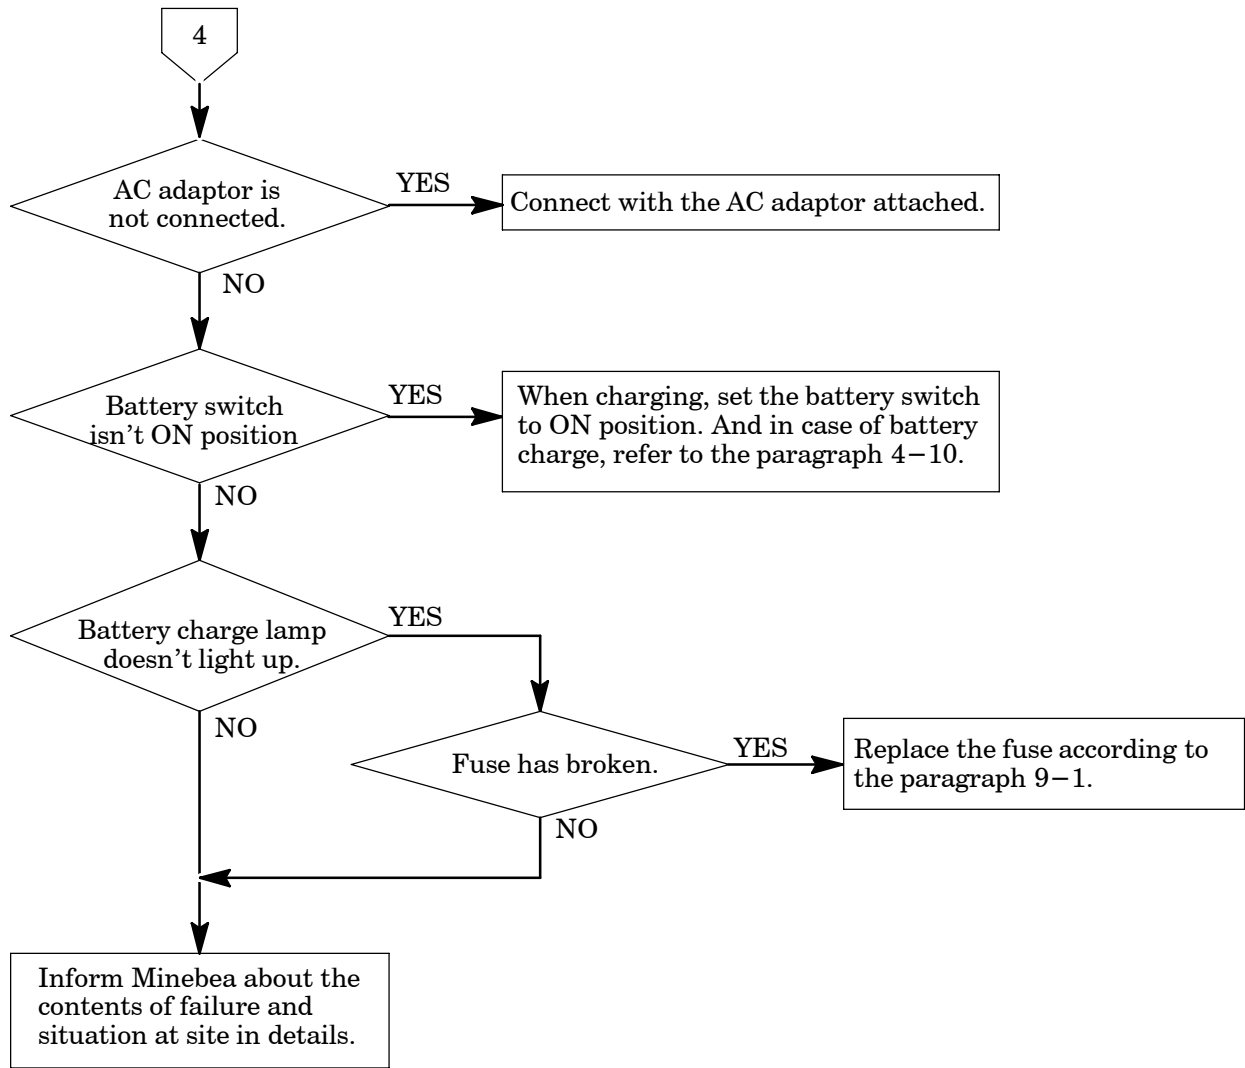 4
AC adaptor is
not connected.
YES
Connect with the AC adaptor attached.
NO
Battery switch
isn't ON position
YES
When charging, set the battery switch
to ON position. And in case of battery
charge, refer to the paragraph 4−10.
NO
Battery charge lamp
doesn't light up.
YES
NO
Fuse has broken.
YES
Replace the fuse according to
the paragraph 9−1.
NO
Inform Minebea about the
contents of failure and
situation at site in details.